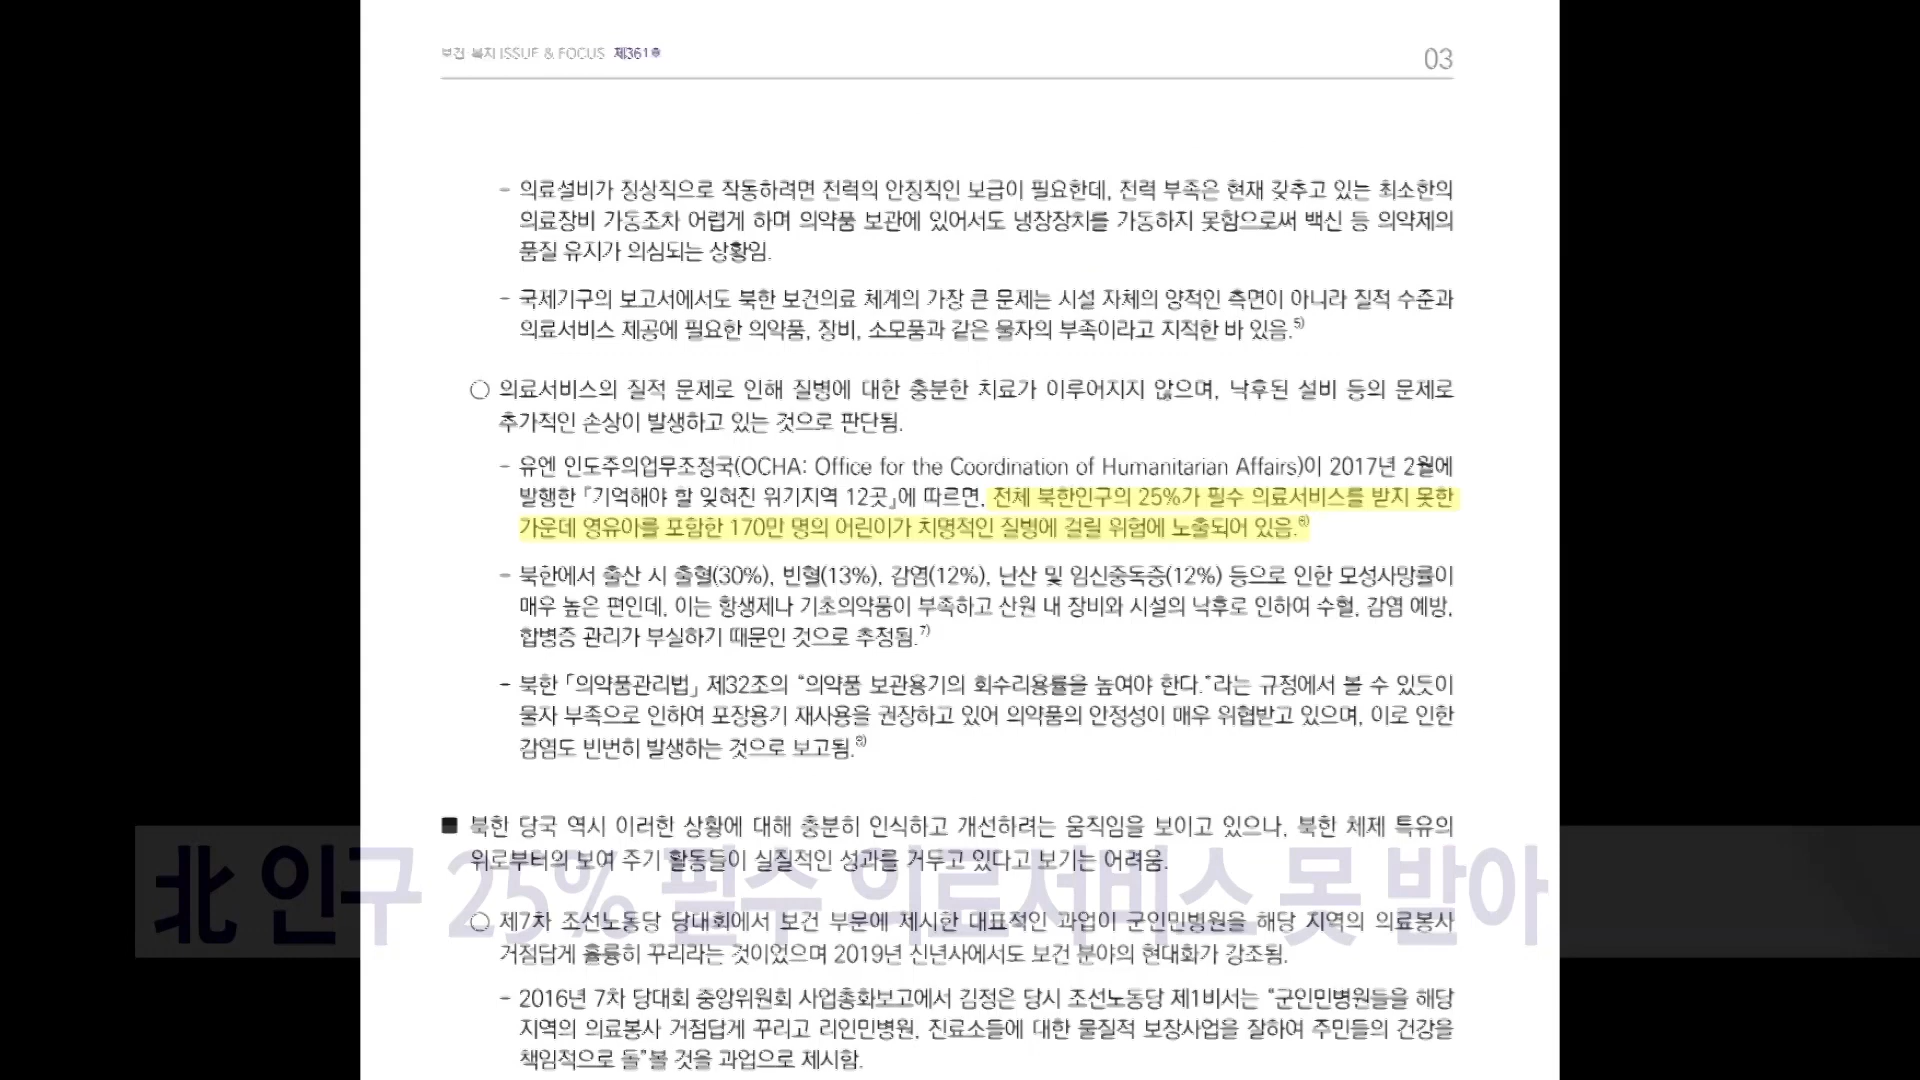 보건·복지 ISSUE & FOCUS 제361호
03
- 의료설비가 정상적으로 작동하려면 전력의 안정적인 보급이 필요한데, 전력 부족은 현재 갖추고 있는 최소한의
의료장비 가동조차 어렵게 하며 의약품 보관에 있어서도 냉장장치를 가동하지 못함으로써 백신 등 의약제의
품질 유지가 의심되는 상황임.
- 국제기구의 보고서에서도 북한 보건의료 체계의 가장 큰 문제는 시설 자체의 양적인 측면이 아니라 질적 수준과
의료서비스 제공에 필요한 의약품, 장비, 소모품과 같은 물자의 부족이라고 지적한 바 있음.5)
○ 의료서비스의 질적 문제로 인해 질병에 대한 충분한 치료가 이루어지지 않으며, 낙후된 설비 등의 문제로
추가적인 손상이 발생하고 있는 것으로 판단됨.
- 유엔 인도주의업무조정국(OCHA: Office for the Coordination of Humanitarian Affairs)이 2017년 2월에
발행한 『기억해야 할 잊혀진 위기지역 12곳』에 따르면, 전체 북한인구의 25%가 필수 의료서비스를 받지 못한
가운데 영유아를 포함한 170만 명의 어린이가 치명적인 질병에 걸릴 위험에 노출되어 있음.6)
- 북한에서 출산 시 출혈(30%), 빈혈(13%), 감염(12%), 난산 및 임신중독증(12%) 등으로 인한 모성사망률이
매우 높은 편인데, 이는 항생제나 기초의약품이 부족하고 산원 내 장비와 시설의 낙후로 인하여 수혈, 감염 예방,
합병증 관리가 부실하기 때문인 것으로 추정됨.7)
- 북한 「의약품관리법」 제32조의 "의약품 보관용기의 회수리용률을 높여야 한다."라는 규정에서 볼 수 있듯이
물자 부족으로 인하여 포장용기 재사용을 권장하고 있어 의약품의 안정성이 매우 위협받고 있으며, 이로 인한
감염도 빈번히 발생하는 것으로 보고됨.8)
■ 북한 당국 역시 이러한 상황에 대해 충분히 인식하고 개선하려는 움직임을 보이고 있으나, 북한 체제 특유의
위로부터의 보여 주기 활동들이 실질적인 성과를 거두고 있다고 보기는 어려움.
北 인구 25% 필수 의료서비스 못 받아
○ 제7차 조선노동당 당대회에서 보건 부문에 제시한 대표적인 과업이 군인민병원을 해당 지역의 의료봉사
거점답게 훌륭히 꾸리라는 것이었으며 2019년 신년사에서도 보건 분야의 현대화가 강조됨.
- 2016년 7차 당대회 중앙위원회 사업총화보고에서 김정은 당시 조선노동당 제1비서는 "군인민병원들을 해당
지역의 의료봉사 거점답게 꾸리고 리인민병원, 진료소들에 대한 물질적 보장사업을 잘하여 주민들의 건강을
책임적으로 돌"볼 것을 과업으로 제시함.